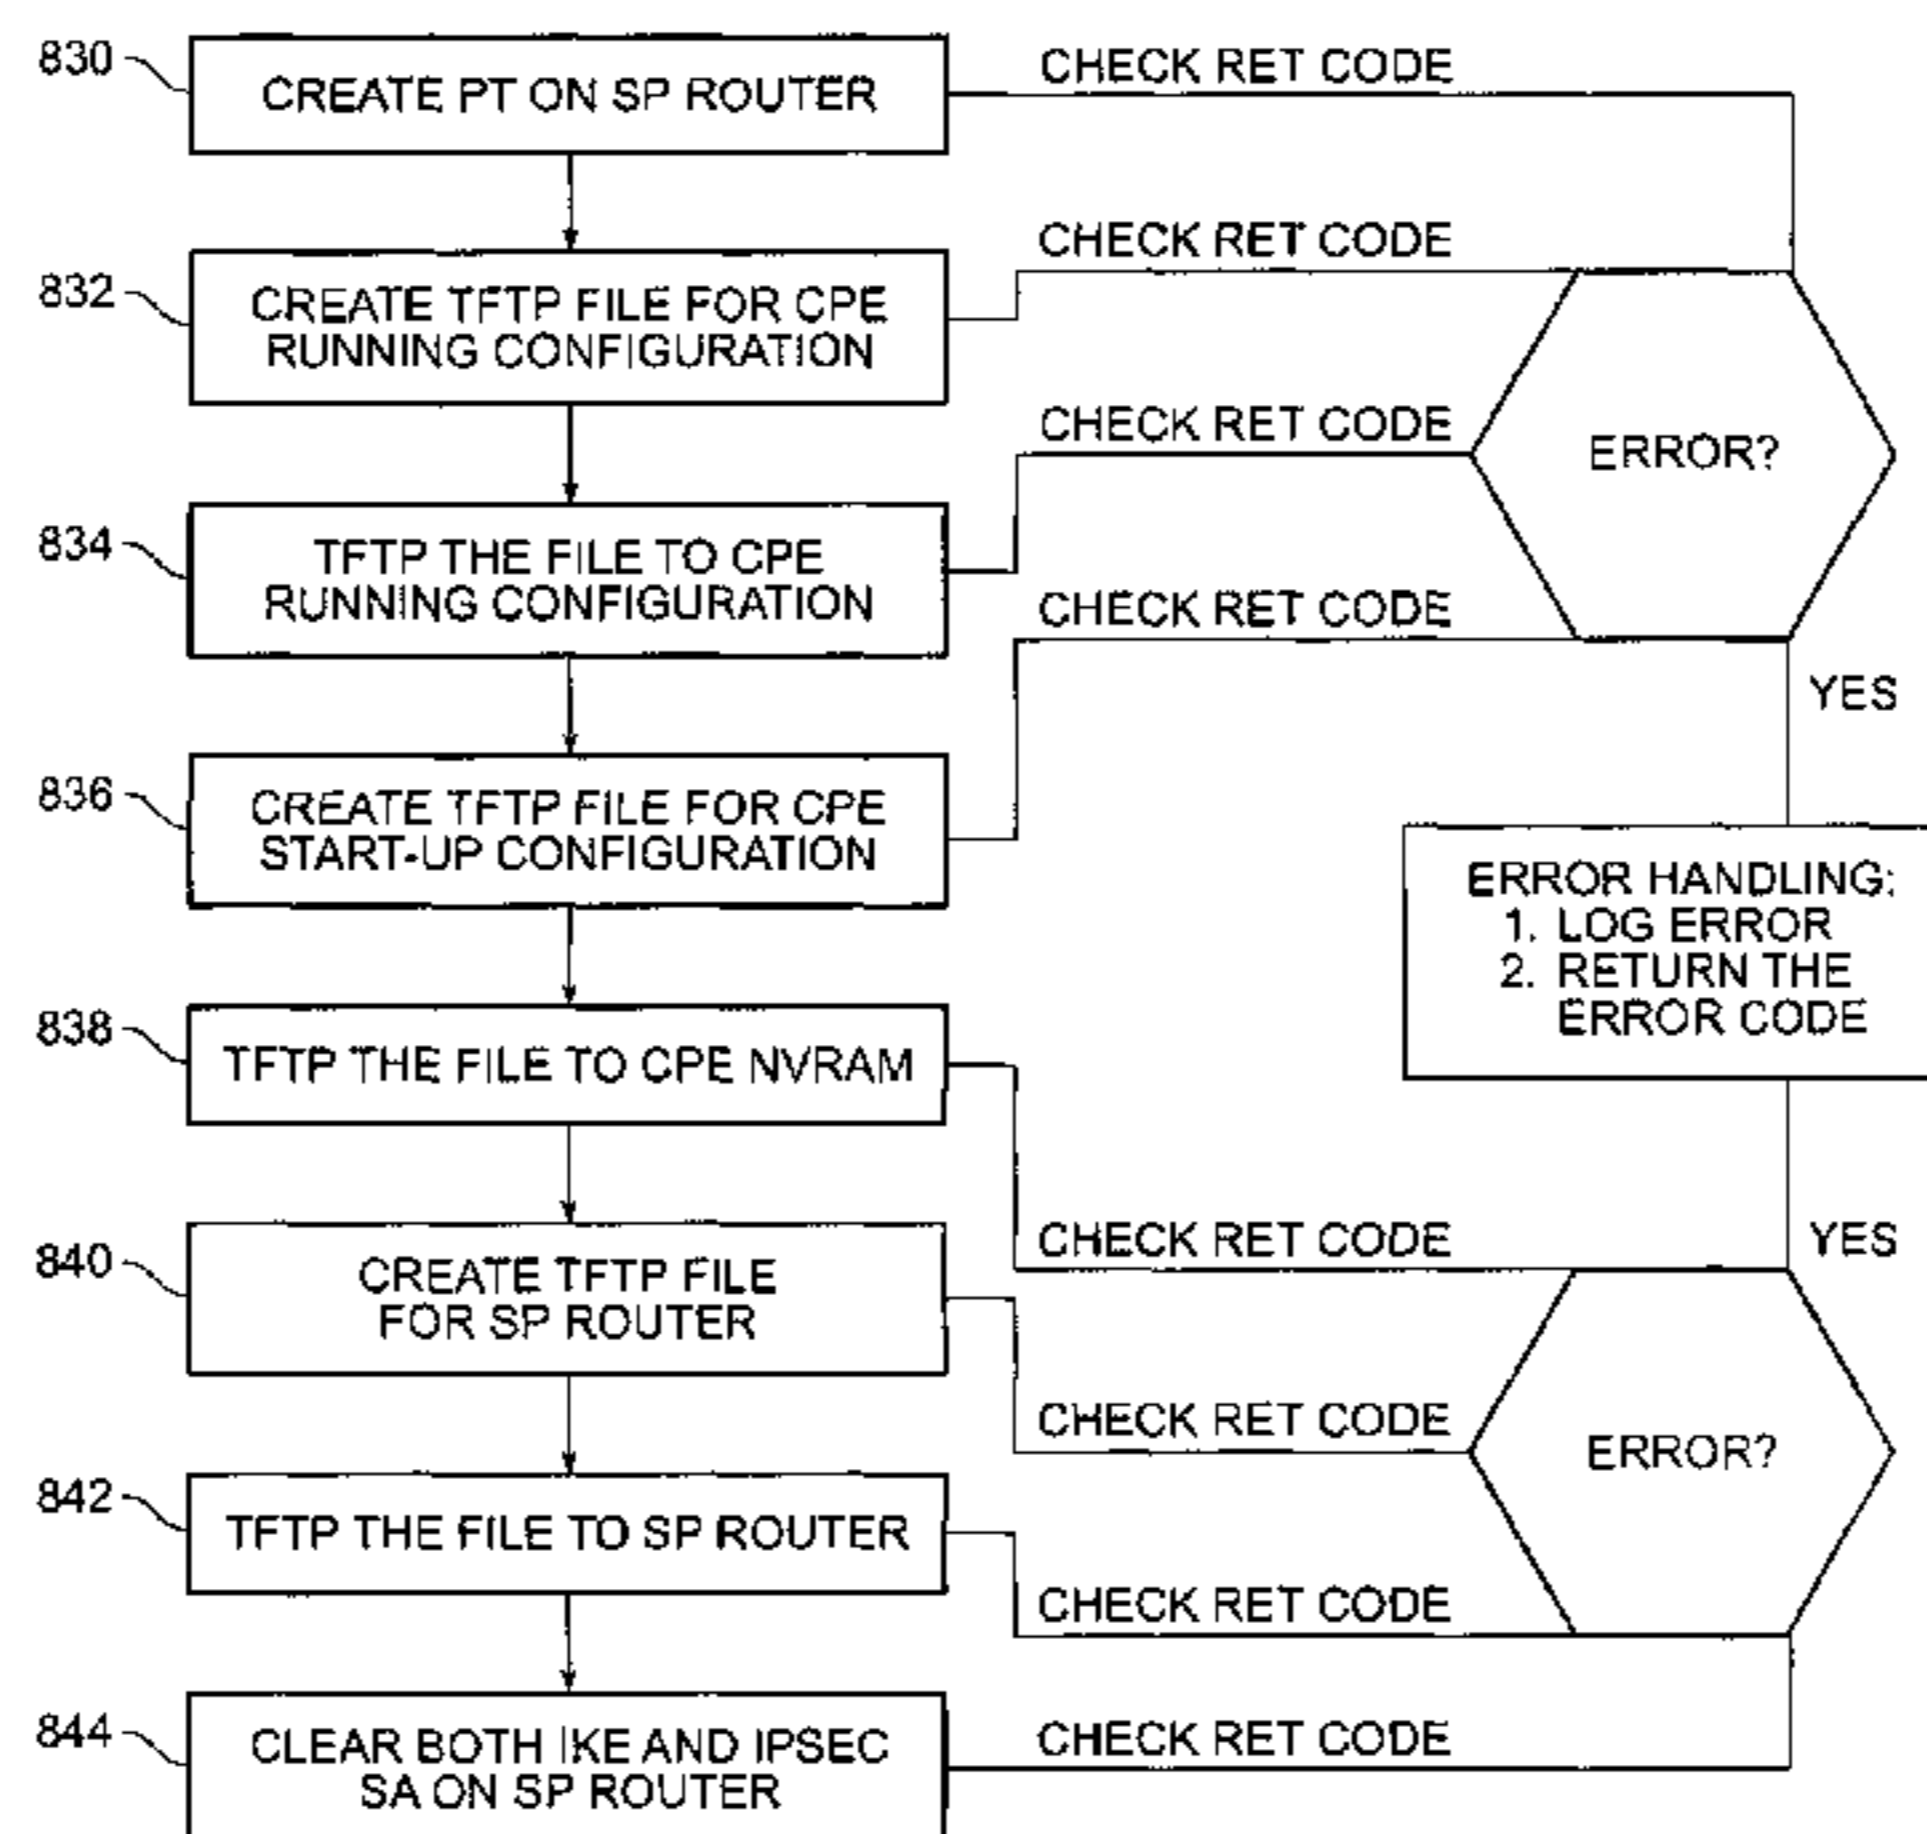 830
CREATE PT ON SP ROUTER
CHECK RET CODE
832
CREATE TFTP FILE FOR CPE
RUNNING CONFIGURATION
CHECK RET CODE
834
TFTP THE FILE TO CPE
RUNNING CONFIGURATION
CHECK RET CODE
ERROR?
836
CREATE TFTP FILE FOR CPE
START-UP CONFIGURATION
CHECK RET CODE
YES
ERROR HANDLING:
1. LOG ERROR
2. RETURN THE
ERROR CODE
838
TFTP THE FILE TO CPE NVRAM
CHECK RET CODE
YES
840
CREATE TFTP FILE
FOR SP ROUTER
CHECK RET CODE
ERROR?
842
TFTP THE FILE TO SP ROUTER
CHECK RET CODE
844
CLEAR BOTH IKE AND IPSEC
SA ON SP ROUTER
CHECK RET CODE